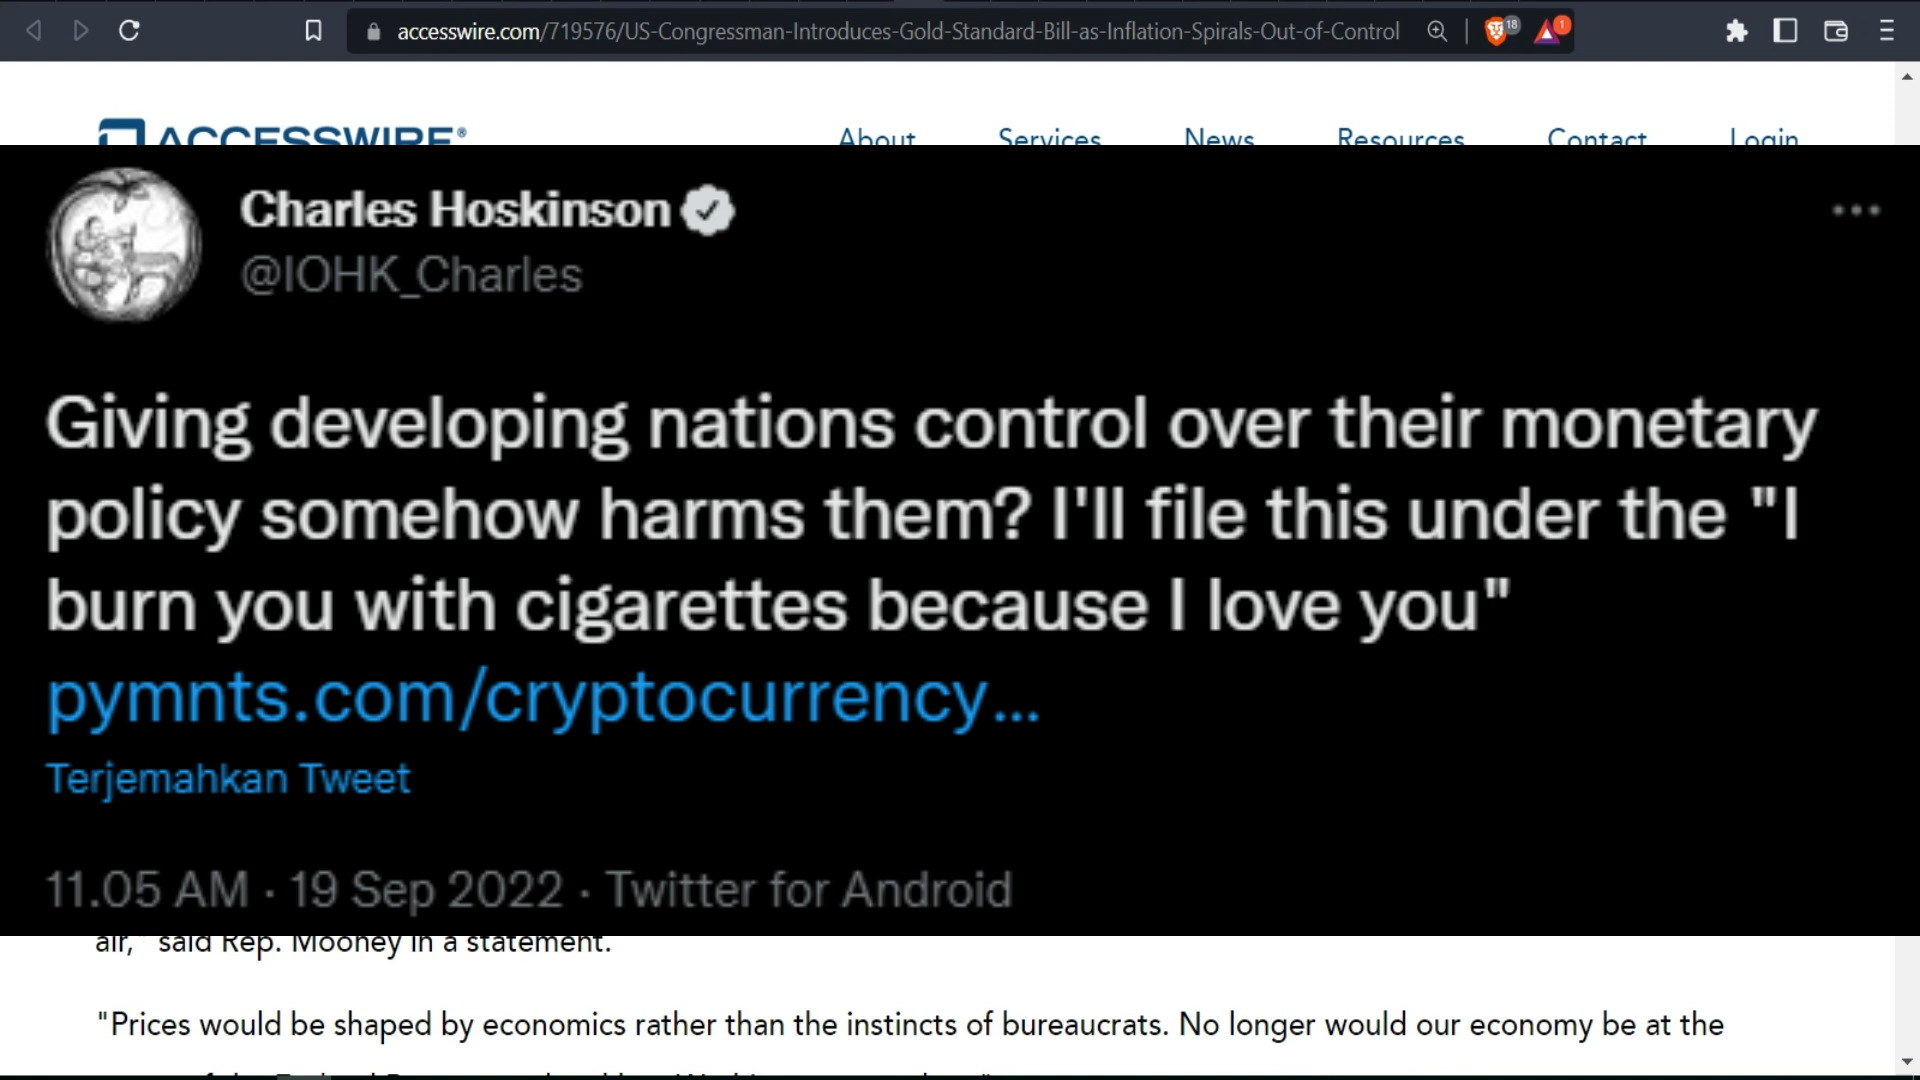 accesswire.com/719576/US-Congressman-Introduces-Gold-Standard-Bill-as-Inflation-Spirals-Out-of-Control
18
1
ACCESSWIRE®
About Services News Resources Contact Login
Charles Hoskinson
@IOHK_Charles
Giving developing nations control over their monetary
policy somehow harms them? I'll file this under the "I
burn you with cigarettes because I love you"
pymnts.com/cryptocurrency...
Terjemahkan Tweet
11.05 AM · 19 Sep 2022 · Twitter for Android
air," said Rep. Mooney in a statement.
"Prices would be shaped by economics rather than the instincts of bureaucrats. No longer would our economy be at the